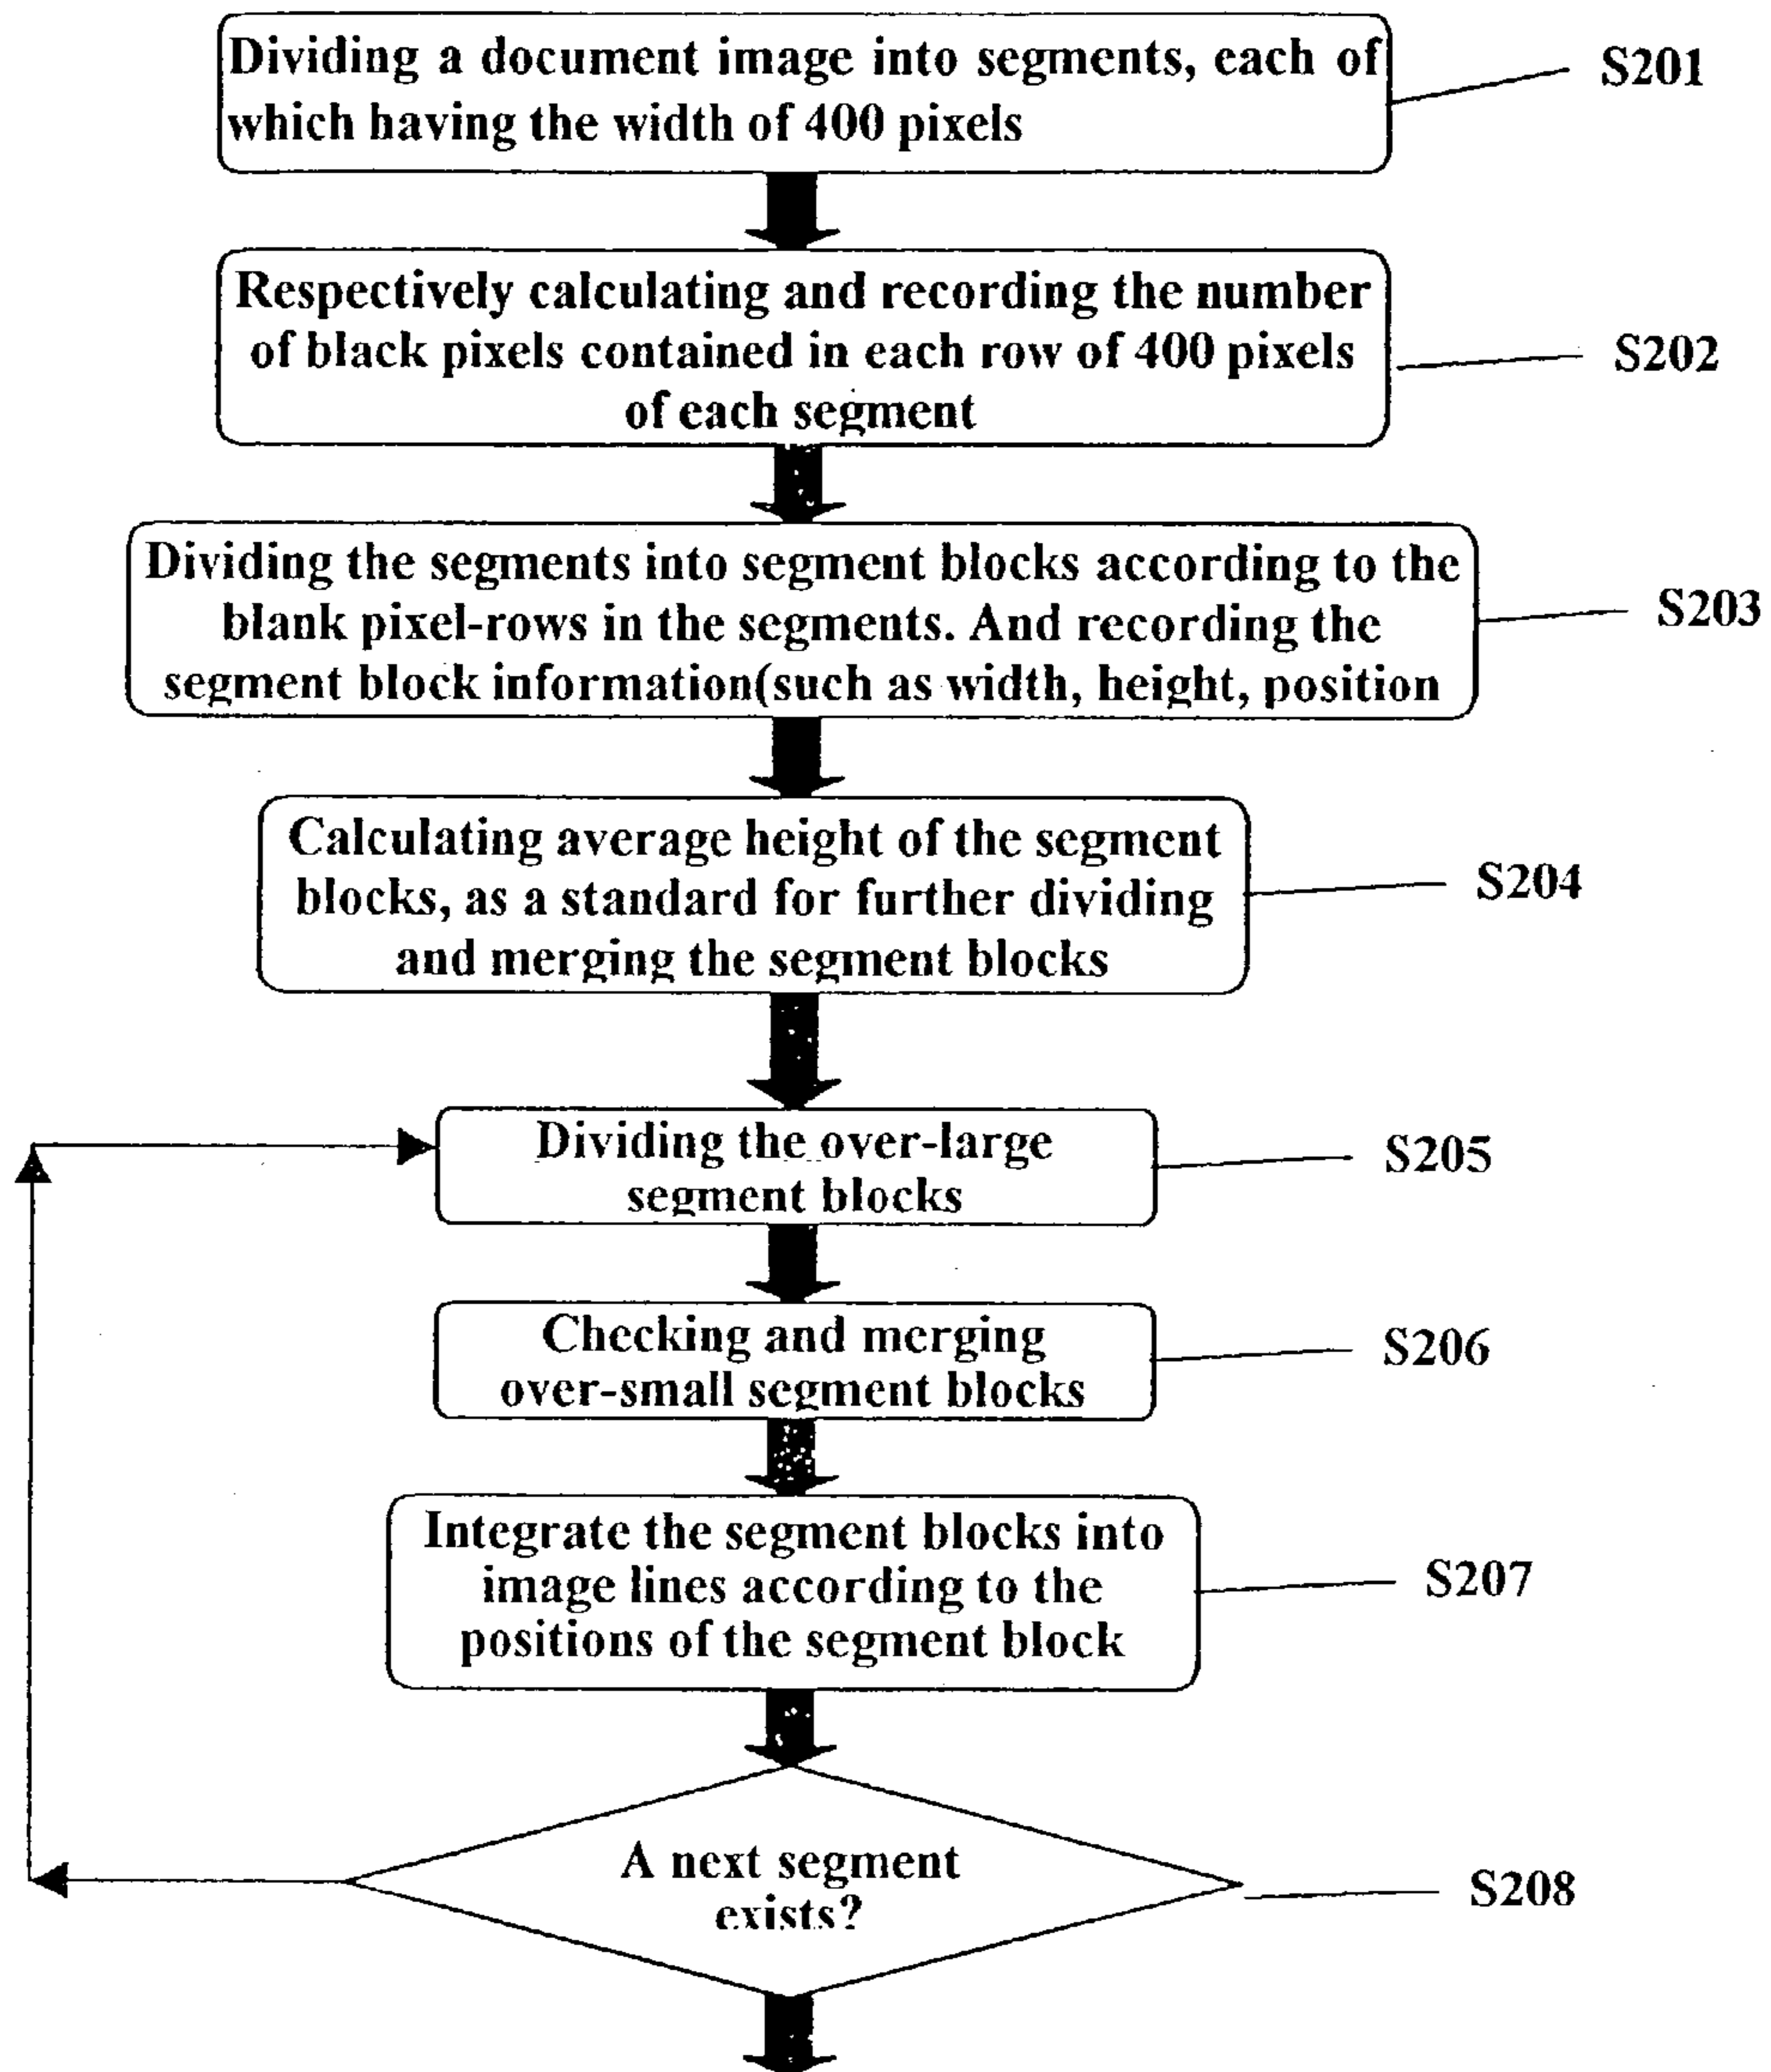 Dividing a document image into segments, each of
which having the width of 400 pixels
S201
Respectively calculating and recording the number
of black pixels contained in each row of 400 pixels
of each segment
S202
Dividing the segments into segment blocks according to the
blank pixel-rows in the segments. And recording the
segment block information(such as width, height, position
S203
Calculating average height of the segment
blocks, as a standard for further dividing
and merging the segment blocks
S204
Dividing the over-large
segment blocks
S205
Checking and merging
over-small segment blocks
S206
Integrate the segment blocks into
image lines according to the
positions of the segment block
S207
A next segment
exists?
S208